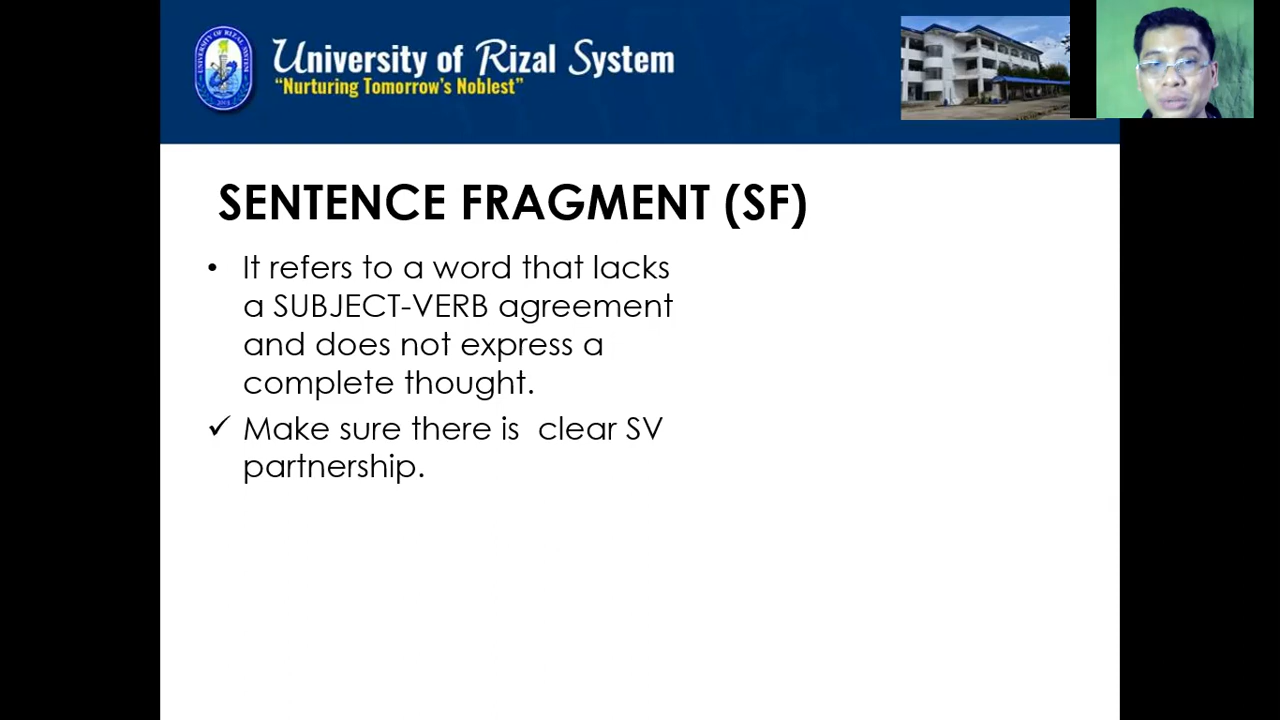 University of Rizal System
“Nurturing Tomorrow’s Noblest”
SENTENCE FRAGMENT (SF)
• It refers to a word that lacks
a SUBJECT-VERB agreement
and does not express a
complete thought.
✓ Make sure there is clear SV
partnership.